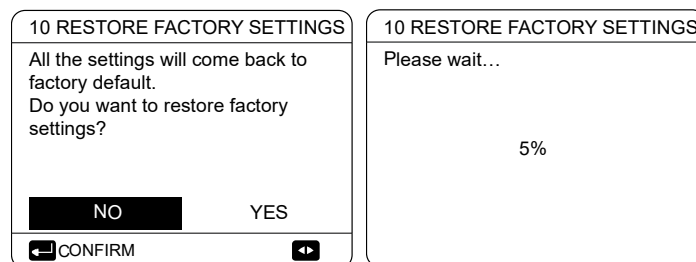 10 RESTORE FACTORY SETTINGS
All the settings will come back to
factory default.
Do you want to restore factory
settings?
NO YES
CONFIRM
10 RESTORE FACTORY SETTINGS
Please wait…
5%